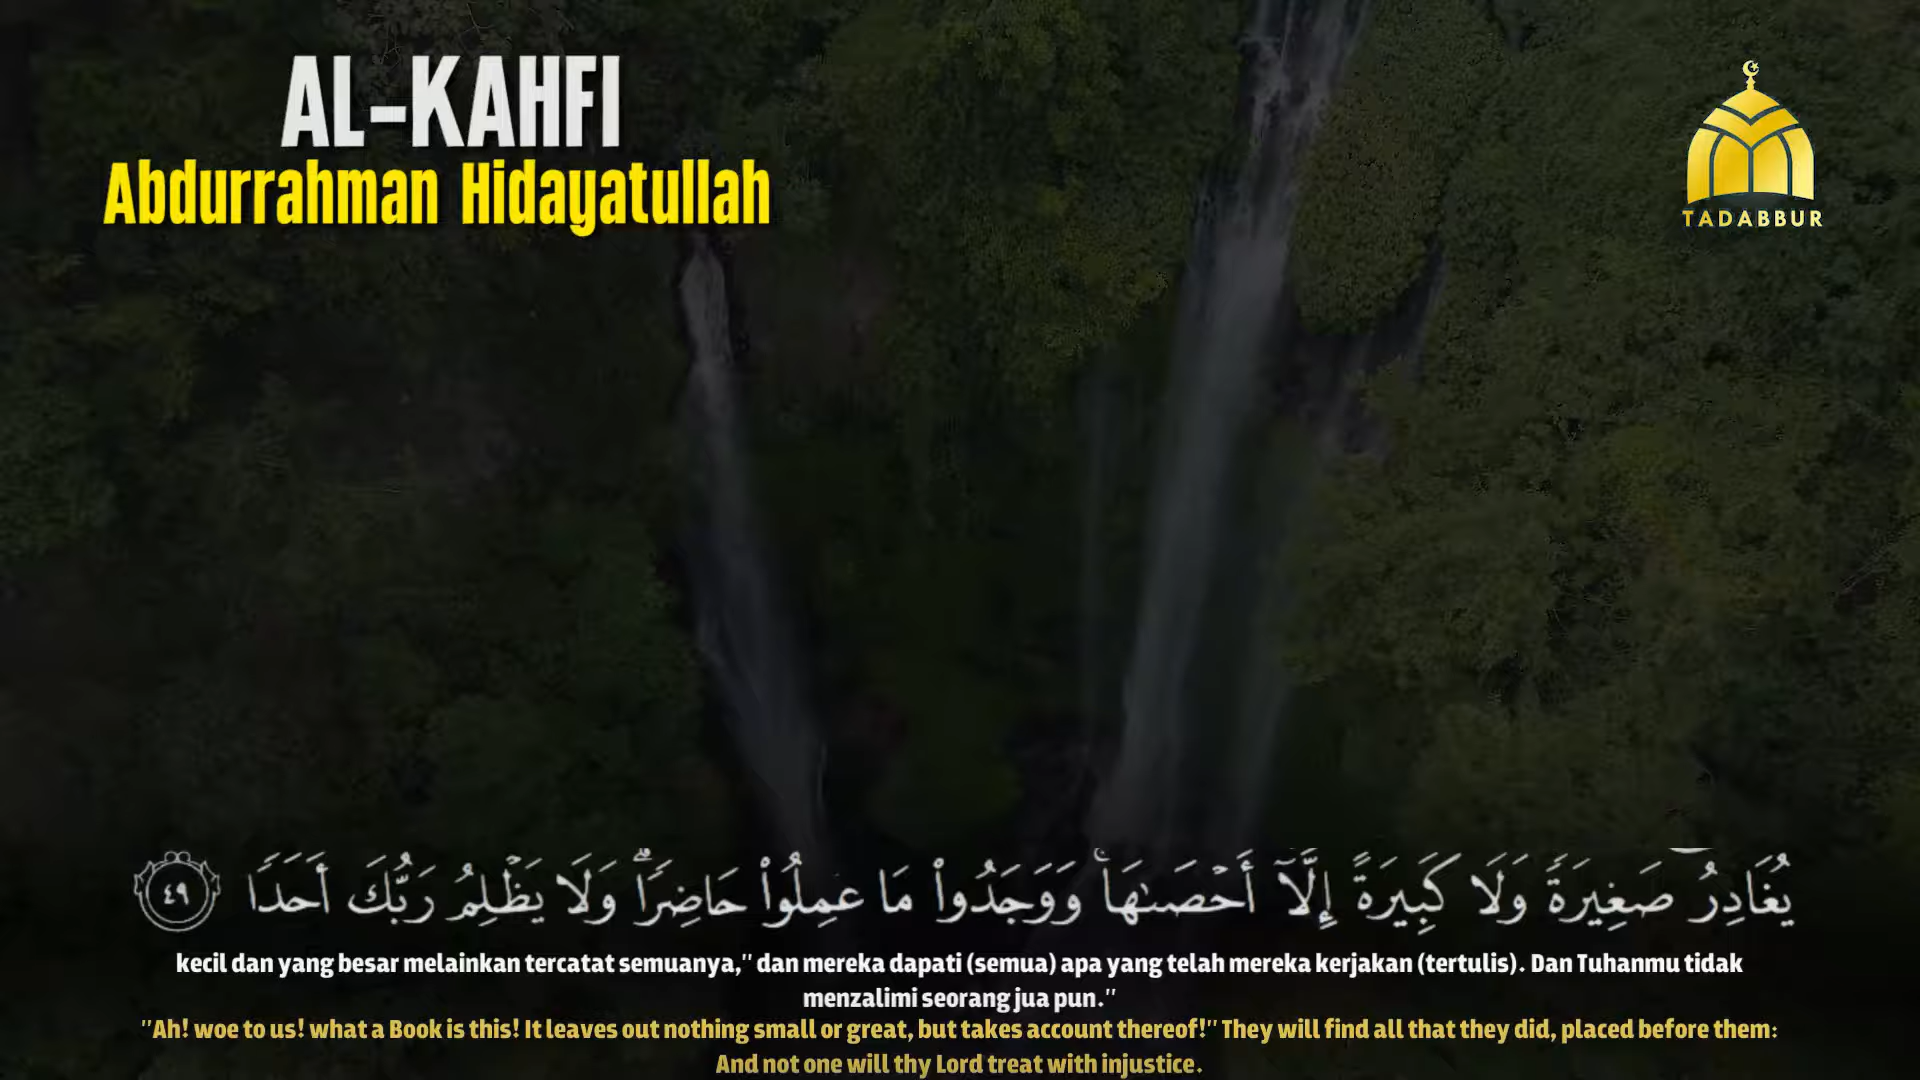 AL-KAHFI
Abdurrahman Hidayatullah
TADABBUR
يُغَادِرُ صَغِيرَةً وَلَا كَبِيرَةً إِلَّآ أَحْصَىٰهَا ۚ وَوَجَدُوا۟ مَا عَمِلُوا۟ حَاضِرًا ۗ وَلَا يَظْلِمُ رَبُّكَ أَحَدًا ٤٩
kecil dan yang besar melainkan tercatat semuanya," dan mereka dapati (semua) apa yang telah mereka kerjakan (tertulis). Dan Tuhanmu tidak
menzalimi seorang jua pun."
"Ah! woe to us! what a Book is this! It leaves out nothing small or great, but takes account thereof!" They will find all that they did, placed before them:
And not one will thy Lord treat with injustice.